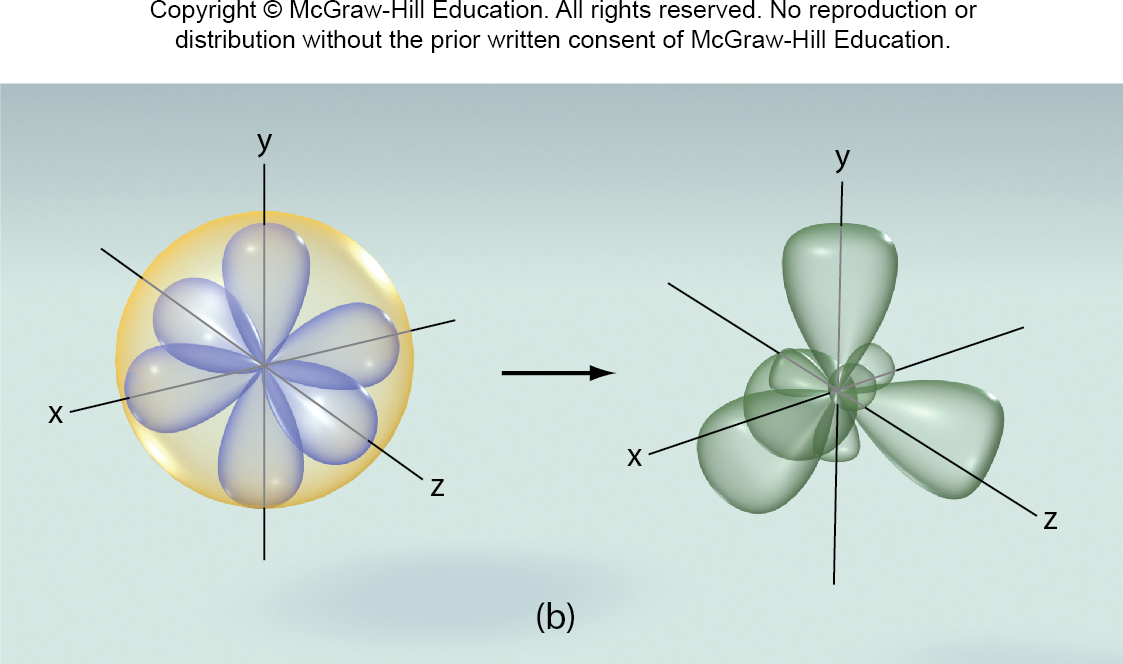 Copyright © McGraw-Hill Education. All rights reserved. No reproduction or
distribution without the prior written consent of McGraw-Hill Education.
y
y
x
z
x
z
(b)